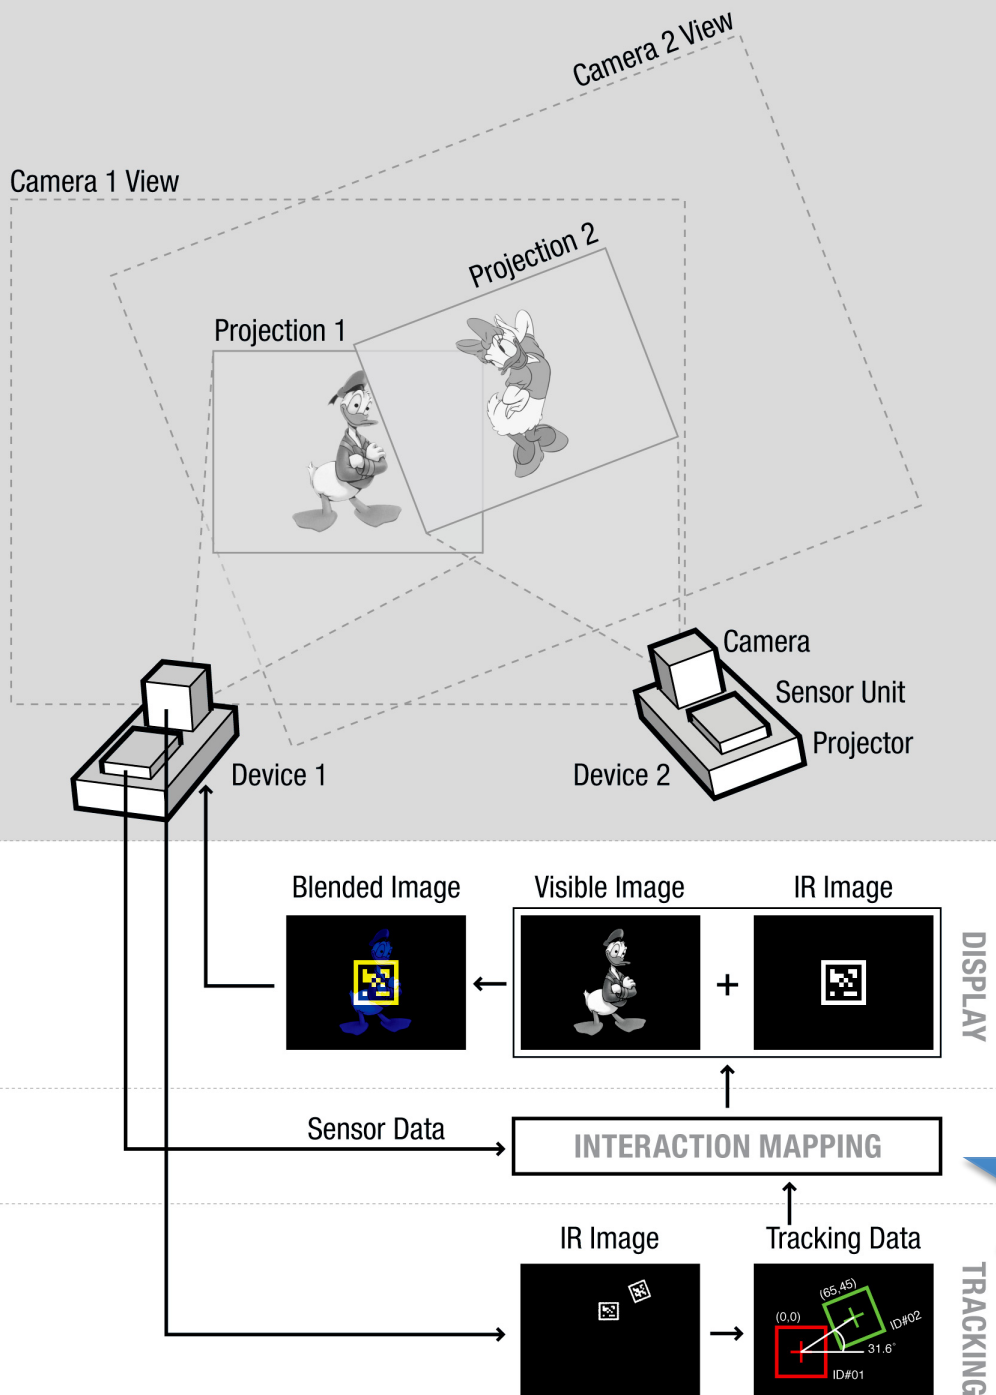 Camera 2 View
Camera 1 View
Projection 2
Projection 1
Camera
Sensor Unit
Projector
Device 1
Device 2
Blended Image
Visible Image
IR Image
+
DISPLAY
Sensor Data
INTERACTION MAPPING
IR Image
Tracking Data
TRACKING
(65,45)
(0,0)
ID#02
31.6°
ID#01